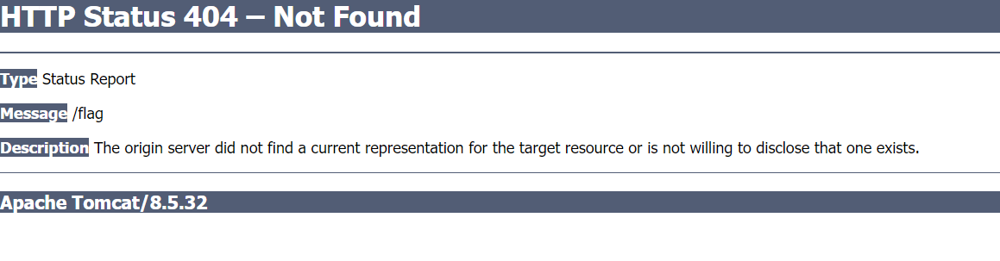 HTTP Status 404 – Not Found
Type Status Report
Message /flag
Description The origin server did not find a current representation for the target resource or is not willing to disclose that one exists.
Apache Tomcat/8.5.32